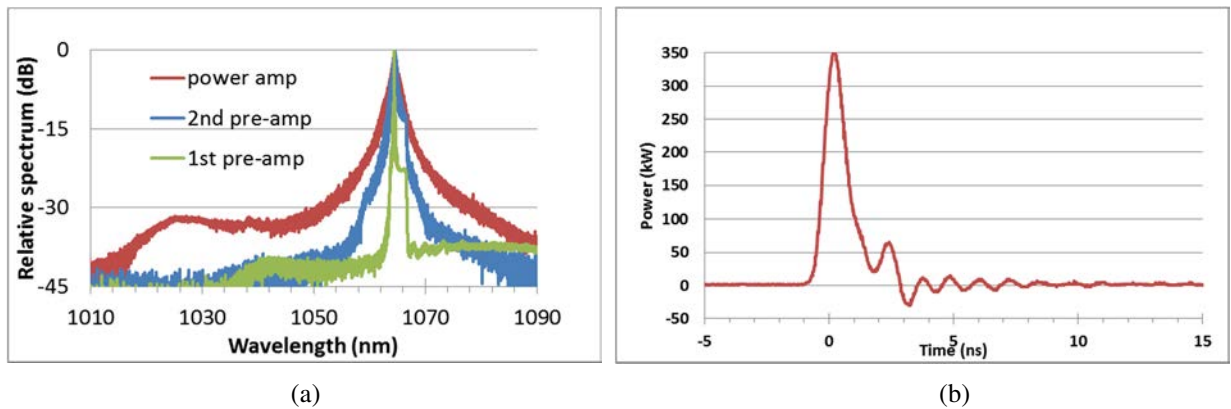 Relative spectrum (dB)
0
-15
-30
-45
power amp
2nd pre-amp
1st pre-amp
1010 1030 1050 1070 1090
Wavelength (nm)
(a)
Power (kW)
350
300
250
200
150
100
50
0
-50
-5 0 5 10 15
Time (ns)
(b)